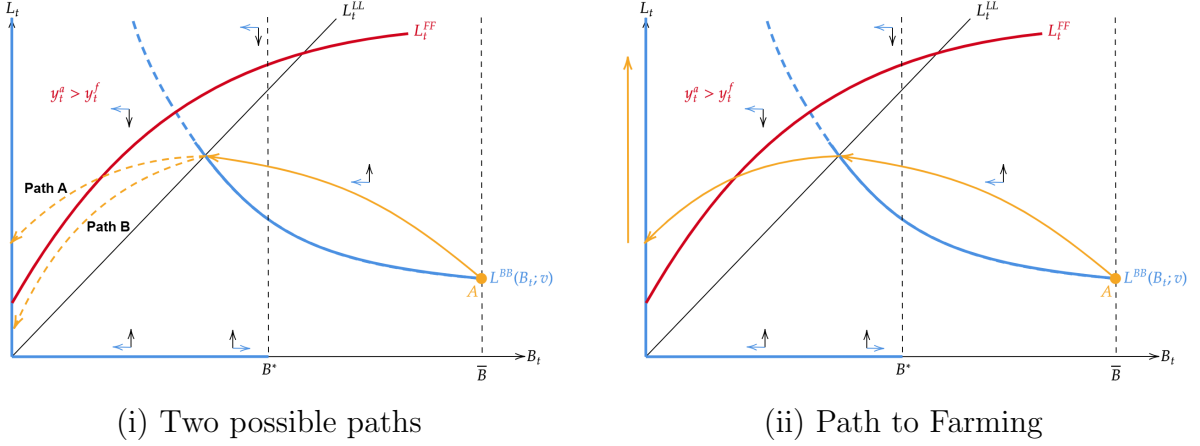 L_t
L_t^{LL}
L_t^{FF}
y_t^a > y_t^f
Path A
Path B
A
L^{BB}(B_t; v)
B*
B̅
B_t
(i) Two possible paths
L_t
L_t^{LL}
L_t^{FF}
y_t^a > y_t^f
A
L^{BB}(B_t; v)
B*
B̅
B_t
(ii) Path to Farming